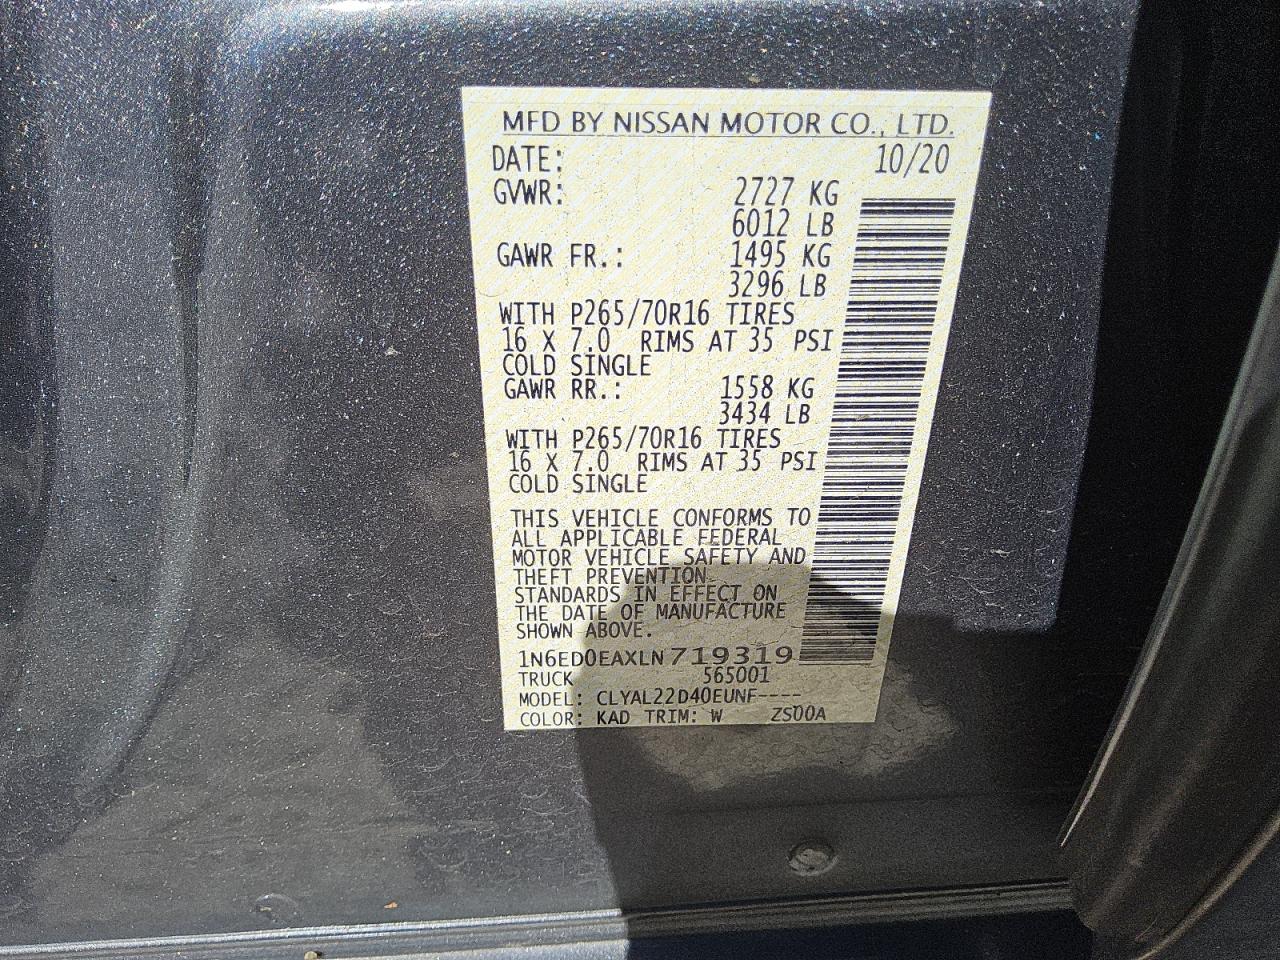 MFD BY NISSAN MOTOR CO., LTD.
DATE: 10/20
GVWR: 2727 KG
6012 LB
GAWR FR.: 1495 KG
3296 LB
WITH P265/70R16 TIRES
16 X 7.0 RIMS AT 35 PSI
COLD SINGLE
GAWR RR.: 1558 KG
3434 LB
WITH P265/70R16 TIRES
16 X 7.0 RIMS AT 35 PSI
COLD SINGLE
THIS VEHICLE CONFORMS TO
ALL APPLICABLE FEDERAL
MOTOR VEHICLE SAFETY AND
THEFT PREVENTION
STANDARDS IN EFFECT ON
THE DATE OF MANUFACTURE
SHOWN ABOVE.
1N6ED0EAXLN719319
TRUCK 565001
MODEL: CLYAL22D40EUNF----
COLOR: KAD TRIM: W ZS00A